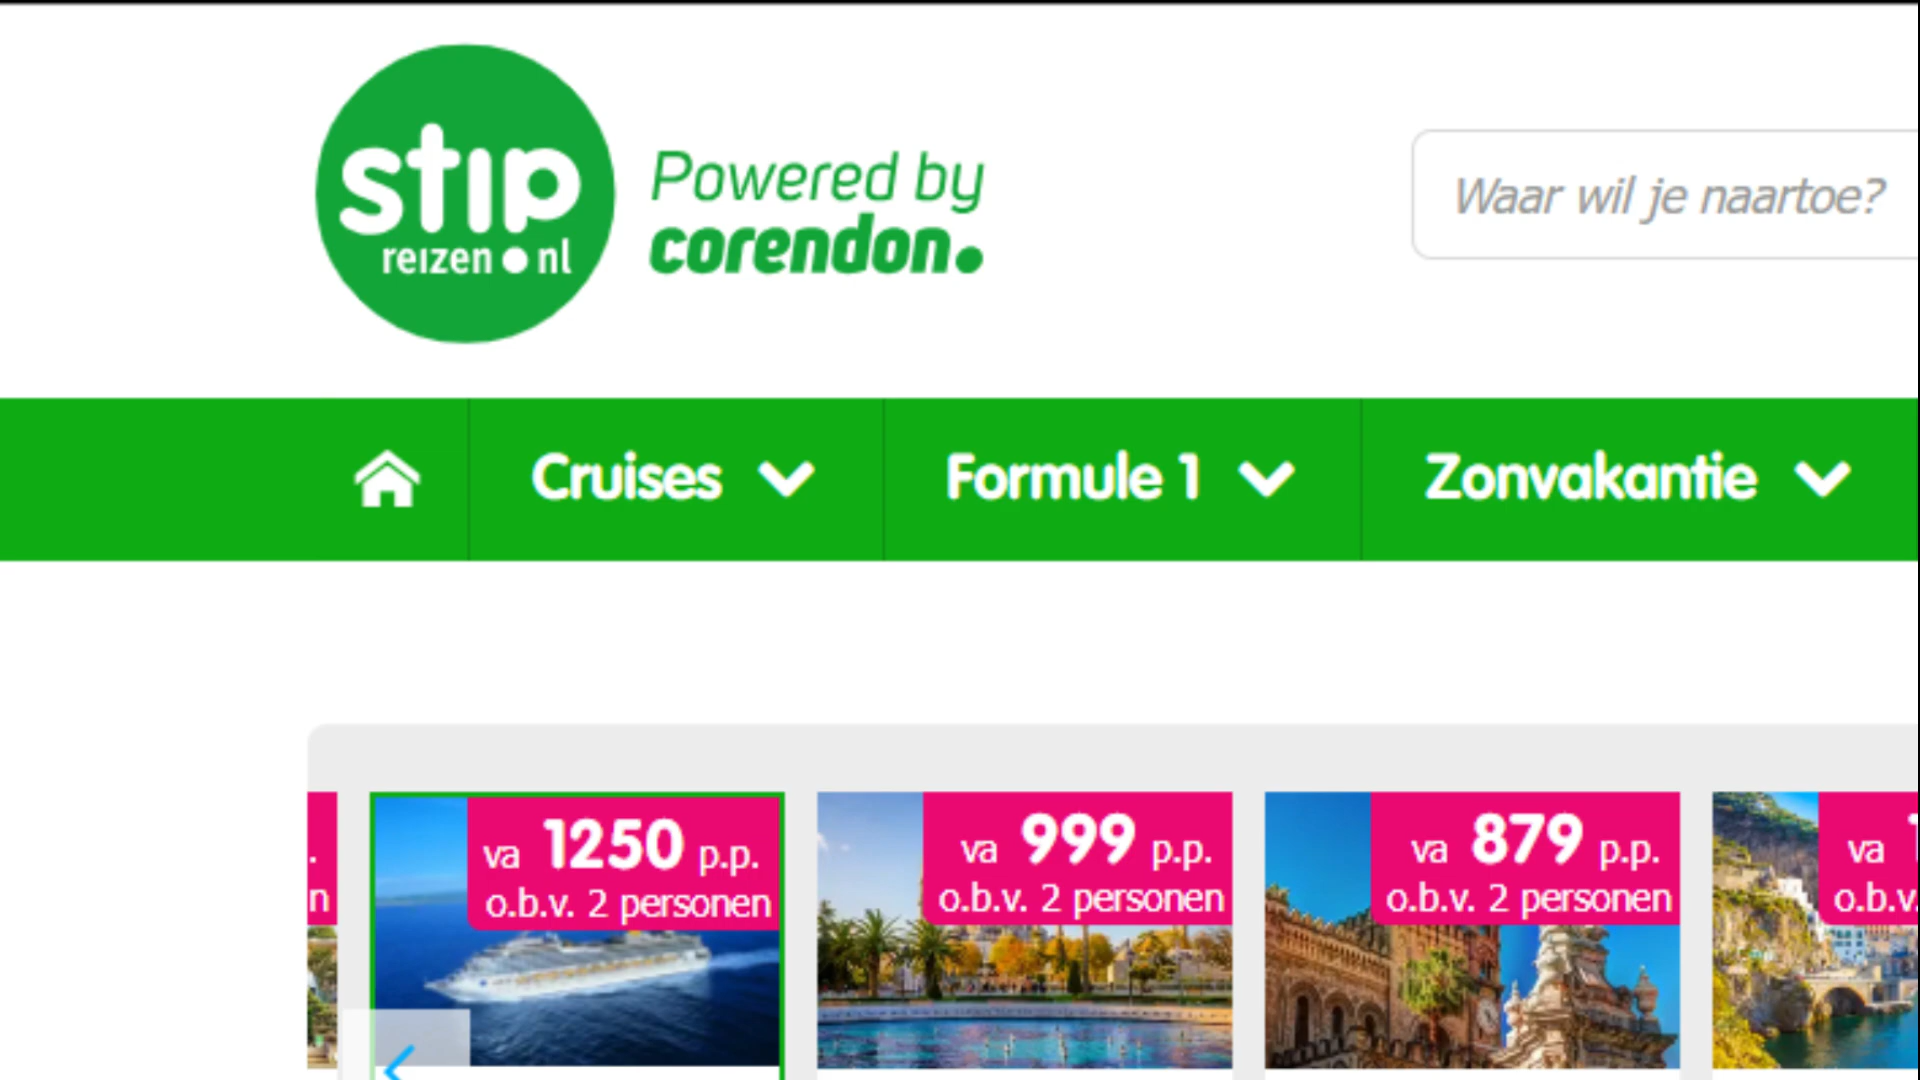 stip
reizen.nl
Powered by
corendon.
Waar wil je naartoe?
Cruises
Formule 1
Zonvakantie
va 1250 p.p.
o.b.v. 2 personen
va 999 p.p.
o.b.v. 2 personen
va 879 p.p.
o.b.v. 2 personen
va
o.b.v.